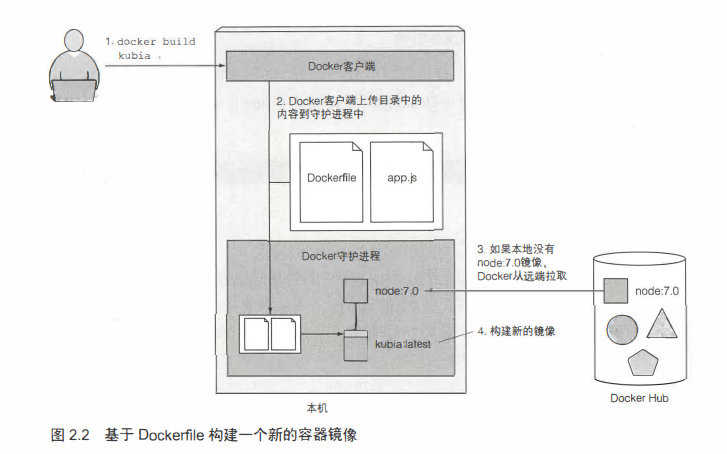 1. docker build
kubia .
Docker客户端
2. Docker客户端上传目录中的
内容到守护进程中
Dockerfile
app.js
Docker守护进程
3. 如果本地没有
node:7.0镜像,
Docker从远端拉取
node:7.0
node:7.0
kubia:latest
4. 构建新的镜像
Docker Hub
本机
图 2.2 基于 Dockerfile 构建一个新的容器镜像